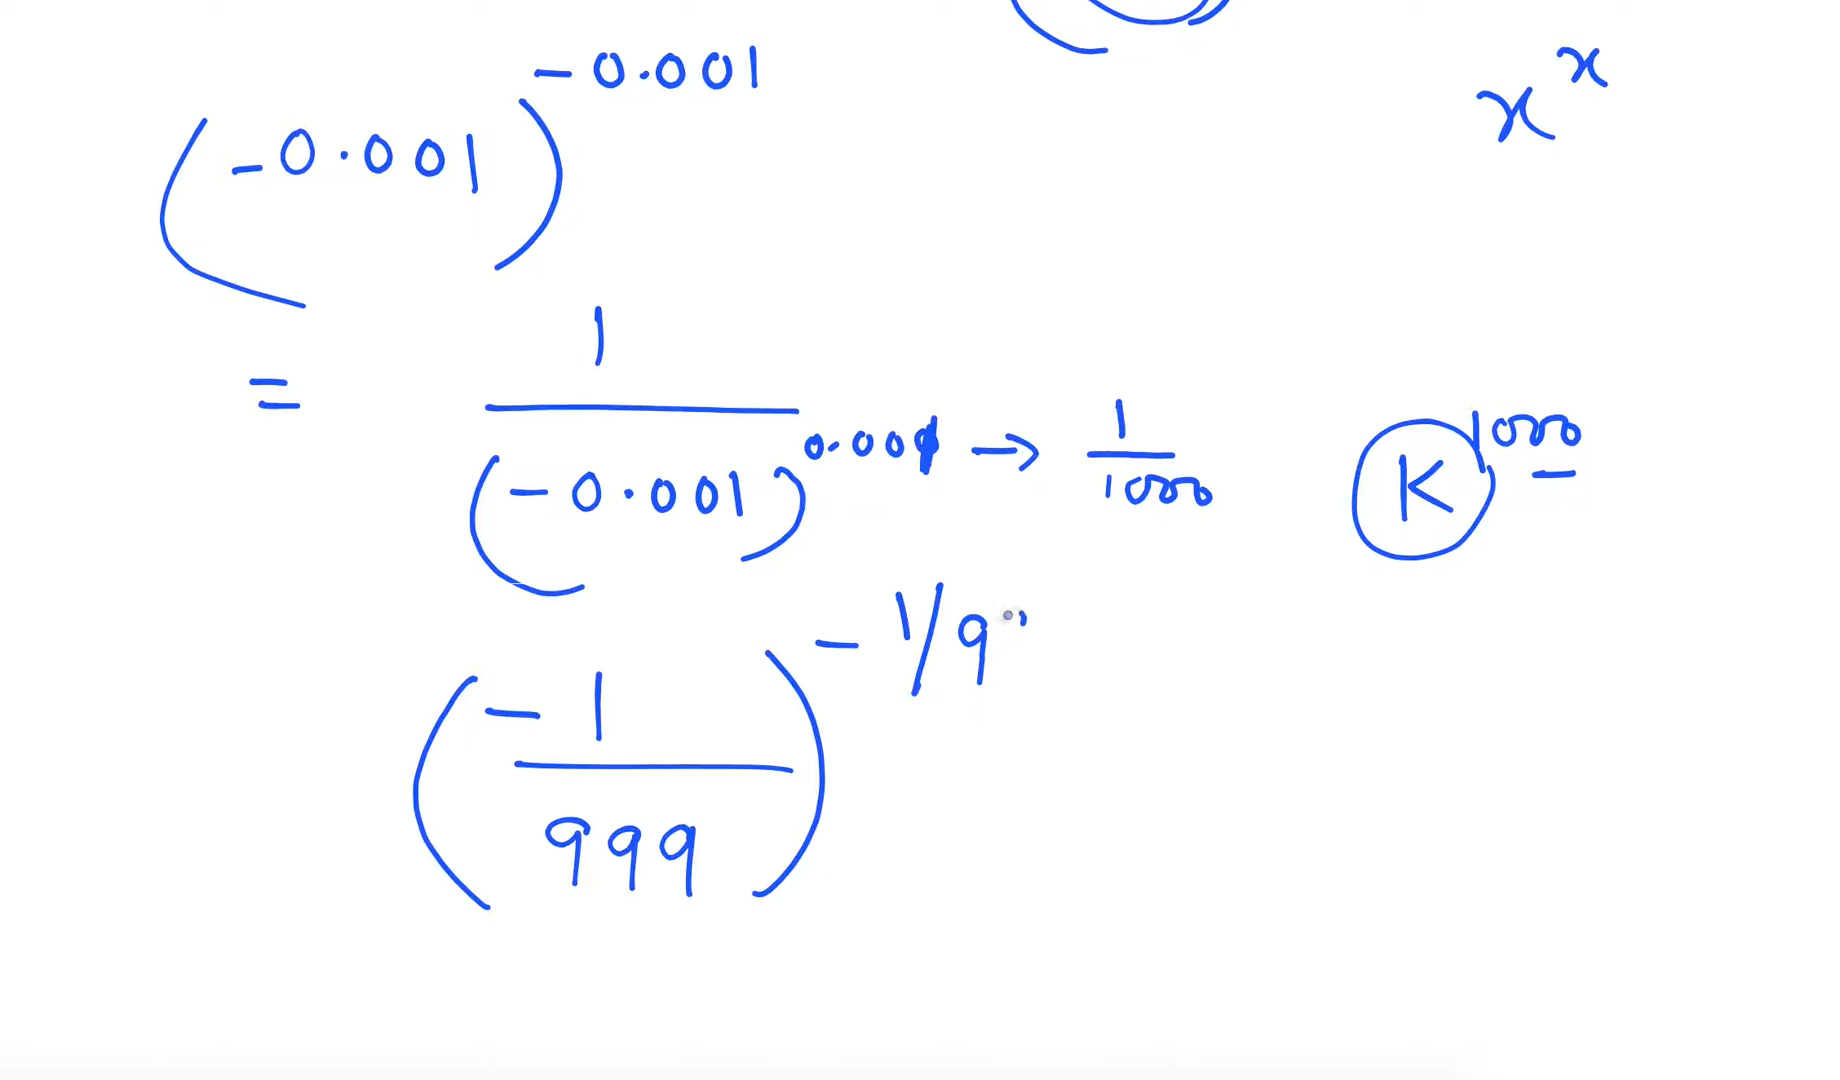 (-0.001)^-0.001
x^x
= 1/(-0.001)^0.001 → 1/1000
K^1000
(-1/999)^-1/9